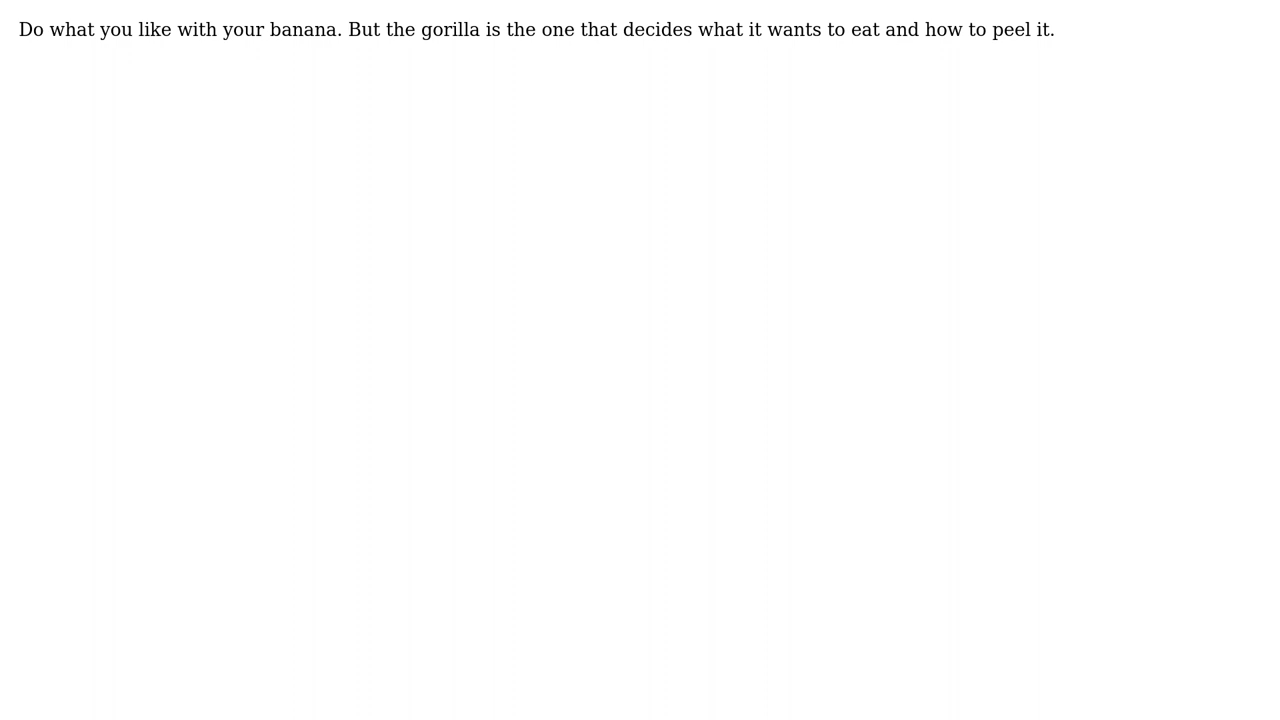 Do what you like with your banana. But the gorilla is the one that decides what it wants to eat and how to peel it.